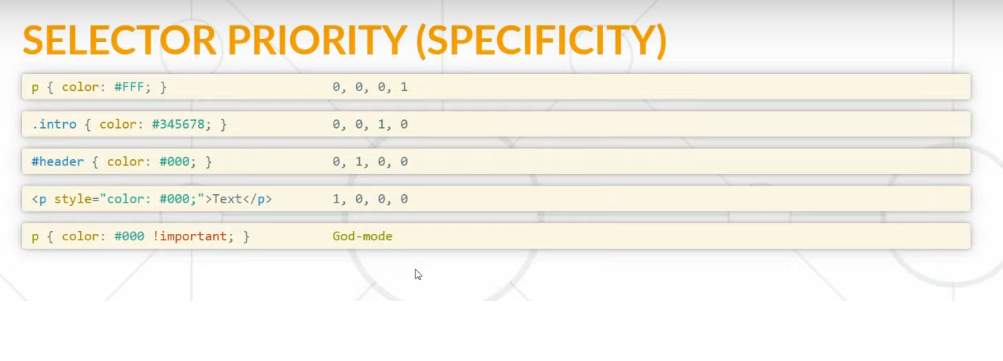 SELECTOR PRIORITY (SPECIFICITY)
p { color: #FFF; } 0, 0, 0, 1
.intro { color: #345678; } 0, 0, 1, 0
#header { color: #000; } 0, 1, 0, 0
<p style="color: #000;">Text</p> 1, 0, 0, 0
p { color: #000 !important; } God-mode